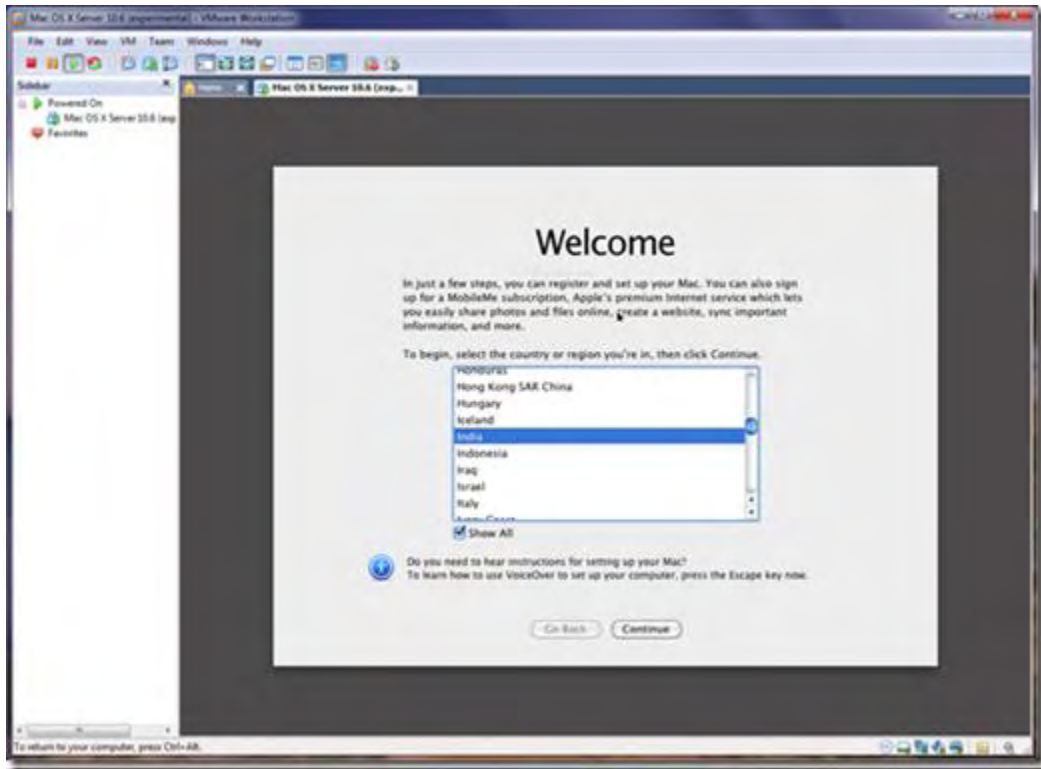 Mac OS X Server 10.6 (experimental) - VMware Workstation
File Edit View VM Team Windows Help
Sidebar
Home
Mac OS X Server 10.6 (exp...
Powered On
Mac OS X Server 10.6 (exp
Favorites
Welcome
In just a few steps, you can register and set up your Mac. You can also sign
up for a MobileMe subscription, Apple's premium Internet service which lets
you easily share photos and files online, create a website, sync important
information, and more.
To begin, select the country or region you're in, then click Continue.
Honduras
Hong Kong SAR China
Hungary
Iceland
India
Indonesia
Iraq
Israel
Italy
Ivory Coast
Show All
Do you need to hear instructions for setting up your Mac?
To learn how to use VoiceOver to set up your computer, press the Escape key now.
Go Back
Continue
To return to your computer, press Ctrl+Alt.